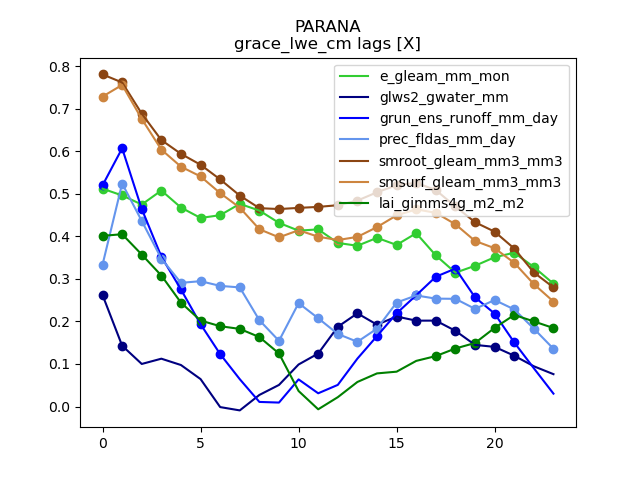 PARANA
grace_lwe_cm lags [X]
0.8
0.7
0.6
0.5
0.4
0.3
0.2
0.1
0.0
0
5
10
15
20
e_gleam_mm_mon
glws2_gwater_mm
grun_ens_runoff_mm_day
prec_fldas_mm_day
smroot_gleam_mm3_mm3
smsurf_gleam_mm3_mm3
lai_gimms4g_m2_m2